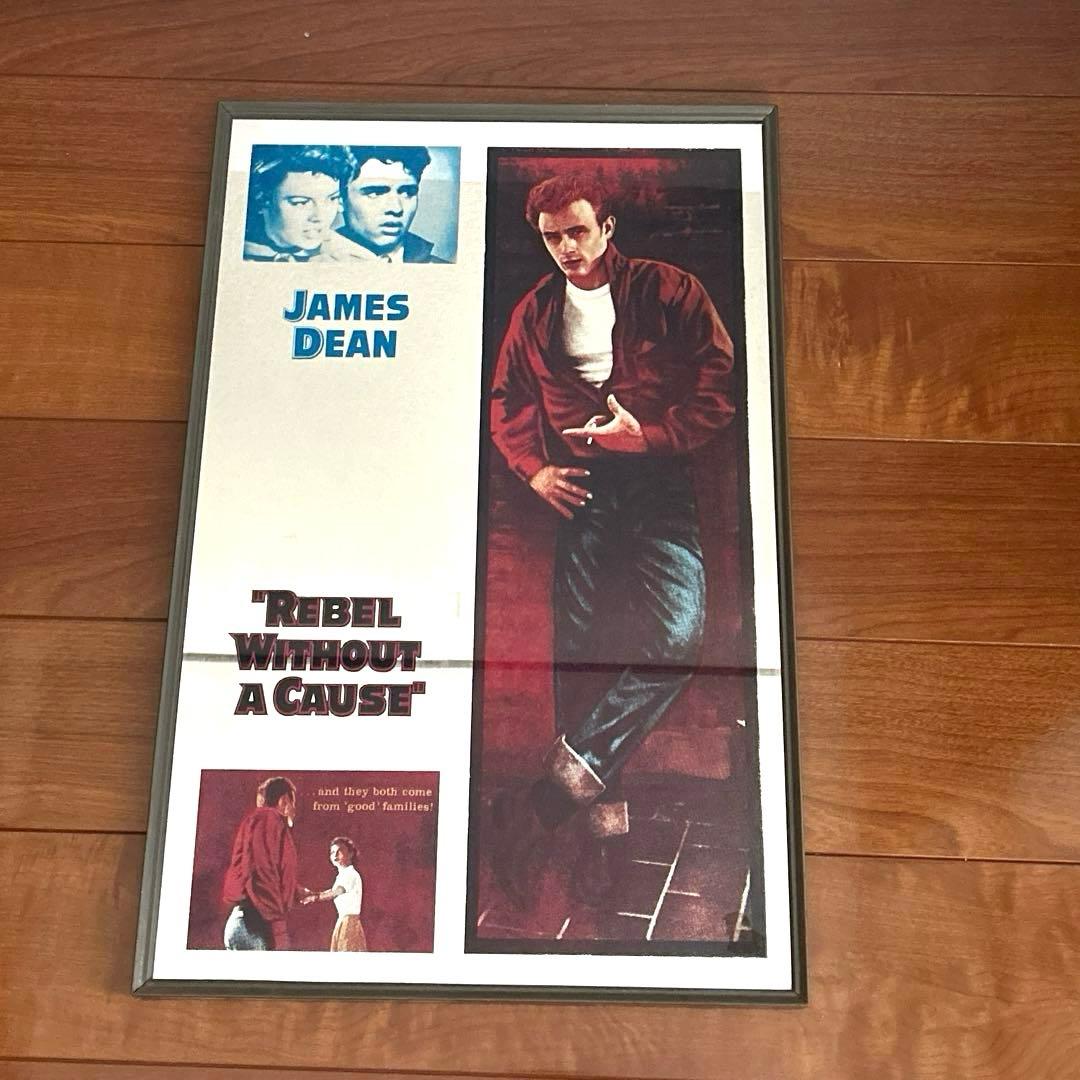 JAMES
DEAN
"REBEL
WITHOUT
A CAUSE"
...and they both come
from 'good' families!